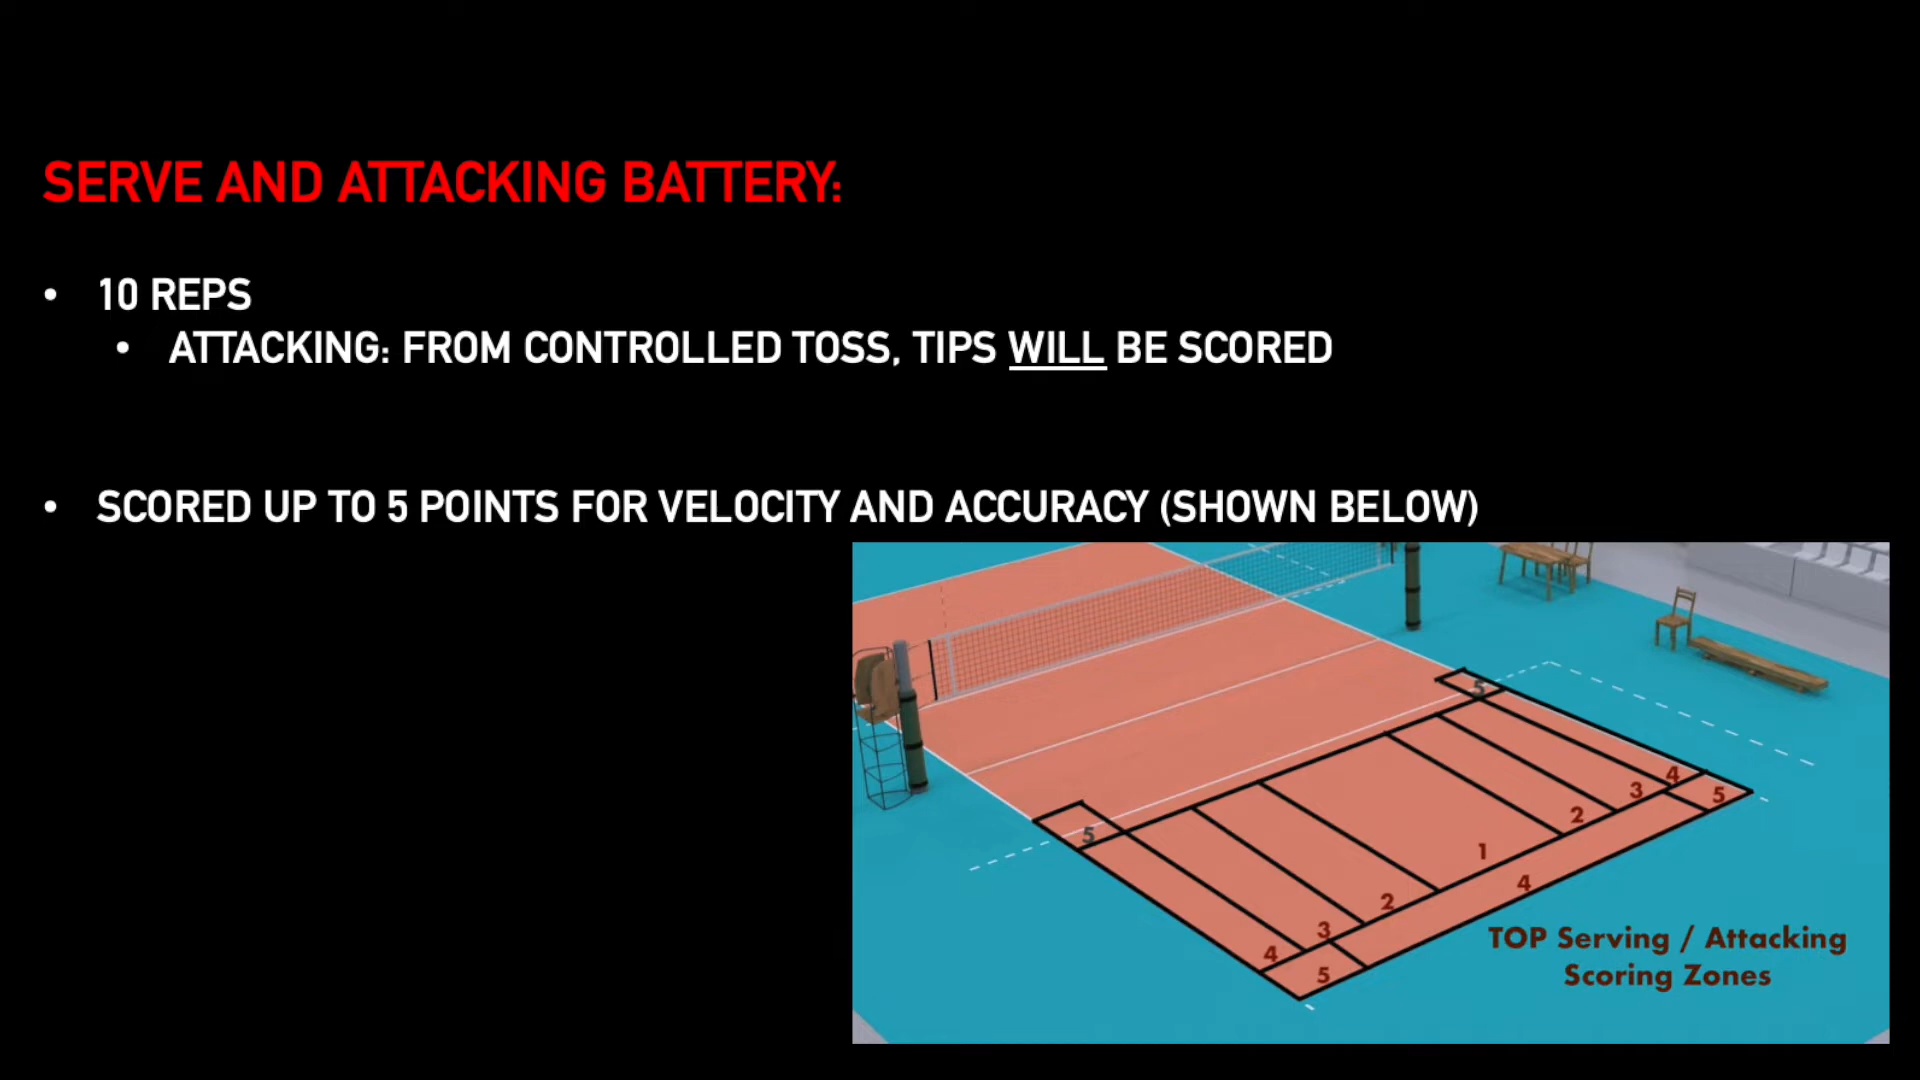 SERVE AND ATTACKING BATTERY:
• 10 REPS
• ATTACKING: FROM CONTROLLED TOSS, TIPS WILL BE SCORED
• SCORED UP TO 5 POINTS FOR VELOCITY AND ACCURACY (SHOWN BELOW)
5
4
5
3
2
5
1
4
2
3
4
5
TOP Serving / Attacking
Scoring Zones